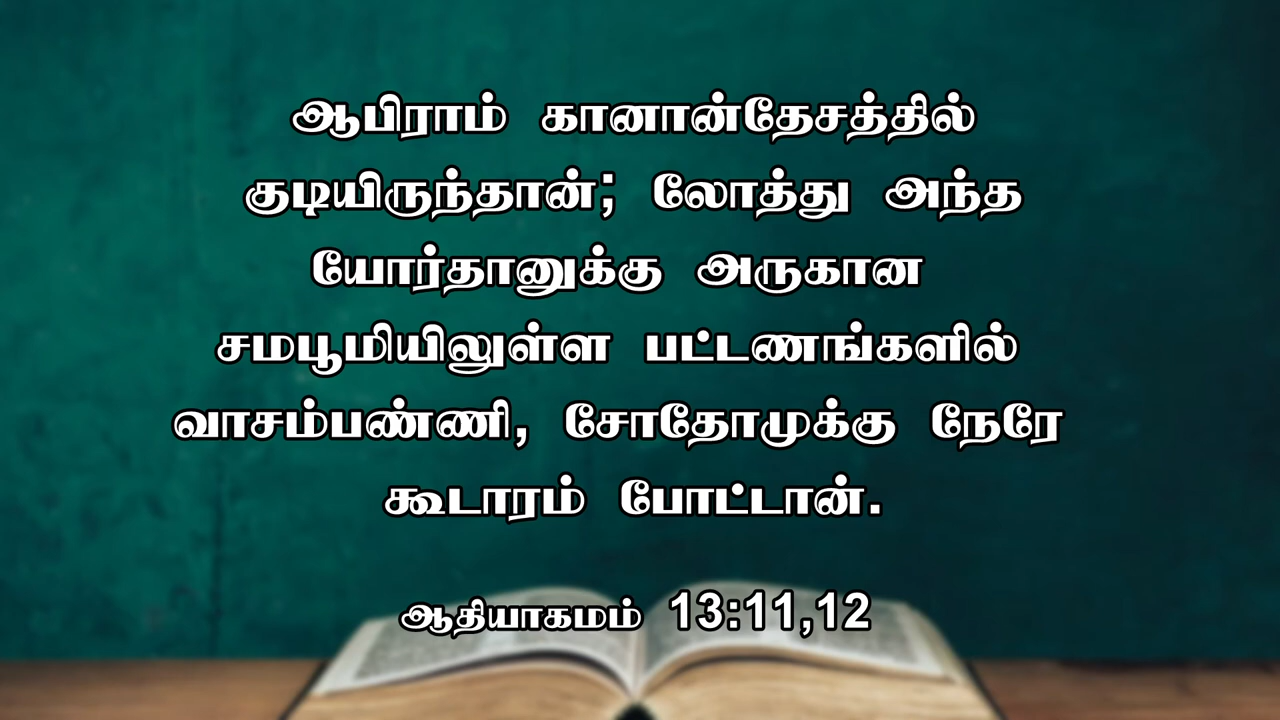 ஆபிராம் கானான்தேசத்தில்
குடியிருந்தான்; லோத்து அந்த
யோர்தானுக்கு அருகான
சமபூமியிலுள்ள பட்டணங்களில்
வாசம்பண்ணி, சோதோமுக்கு நேரே
கூடாரம் போட்டான்.
ஆதியாகமம் 13:11,12